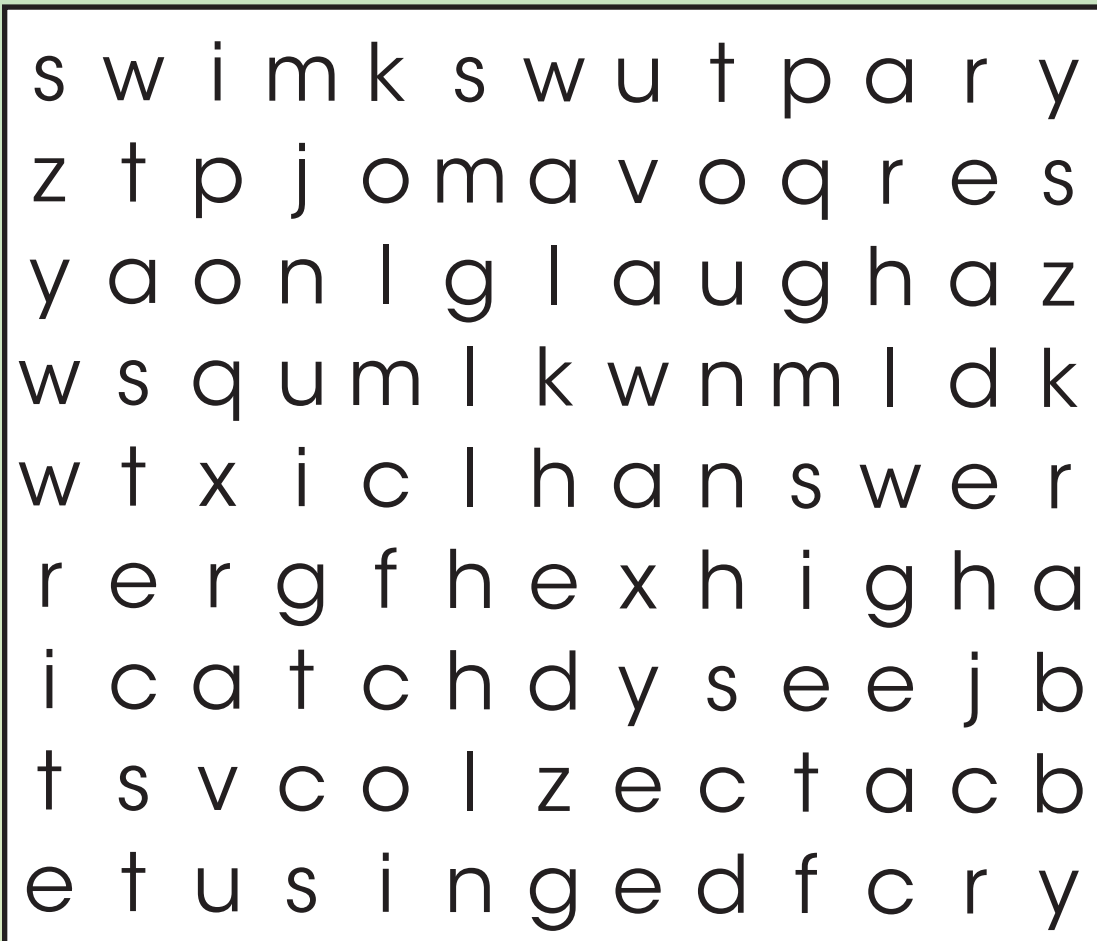 s w i m k s w u t p a r y
z t p j o m a v o q r e s
y a o n l g l a u g h a z
w s q u m l k w n m l d k
w t x i c l h a n s w e r
r e r g f h e x h i g h a
i c a t c h d y s e e j b
t s v c o l z e c t a c b
e t u s i n g e d f c r y